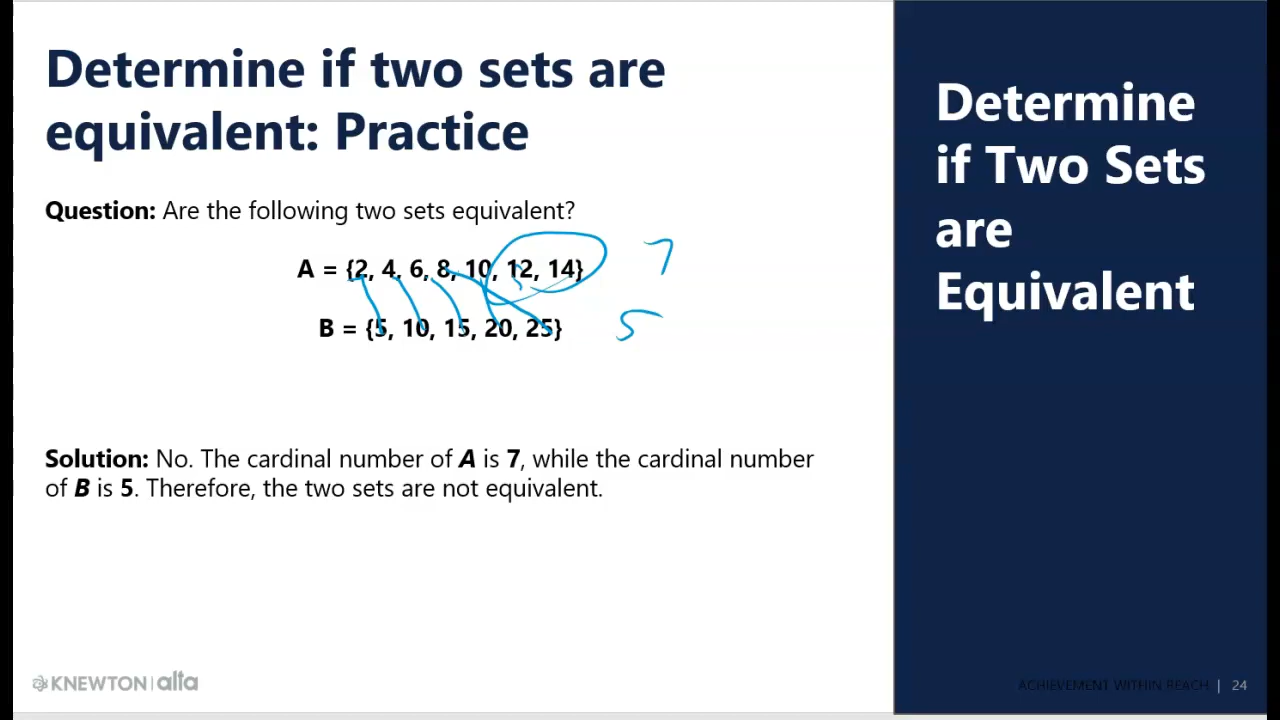 Determine if two sets are
equivalent: Practice
Question: Are the following two sets equivalent?
A = {2, 4, 6, 8, 10, 12, 14}
7
B = {5, 10, 15, 20, 25}
5
Solution: No. The cardinal number of A is 7, while the cardinal number
of B is 5. Therefore, the two sets are not equivalent.
KNEWTON | alta
Determine
if Two Sets
are
Equivalent
ACHIEVEMENT WITHIN REACH | 24